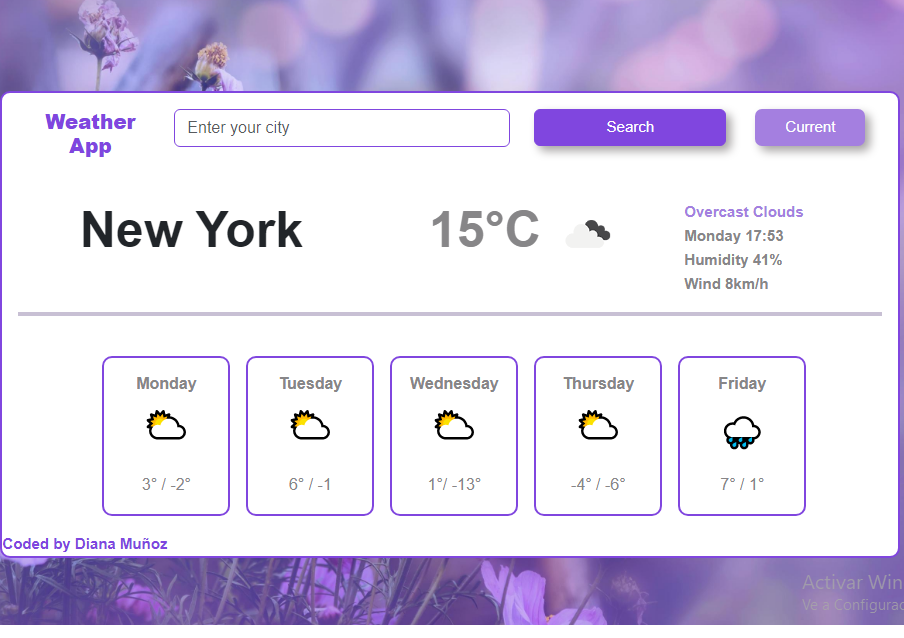 Weather
App
Enter your city
Search
Current
New York
15°C
Overcast Clouds
Monday 17:53
Humidity 41%
Wind 8km/h
Monday
Tuesday
Wednesday
Thursday
Friday
3° / -2°
6° / -1
1°/ -13°
-4° / -6°
7° / 1°
Coded by Diana Muñoz
Activar Win
Ve a Configurac